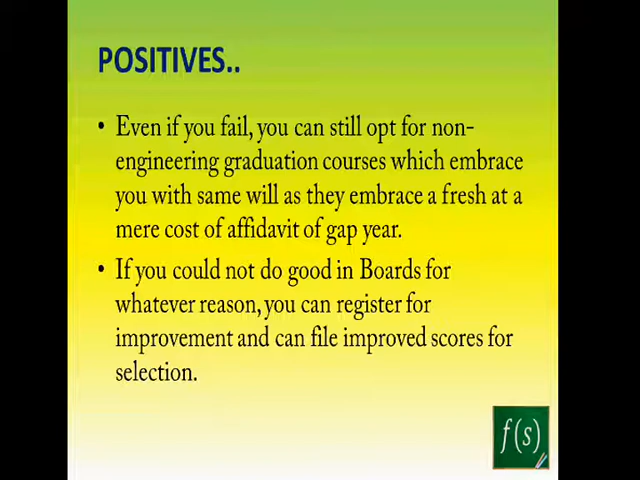 POSITIVES..
• Even if you fail, you can still opt for non-
engineering graduation courses which embrace
you with same will as they embrace a fresh at a
mere cost of affidavit of gap year.
• If you could not do good in Boards for
whatever reason, you can register for
improvement and can file improved scores for
selection.
f(s)